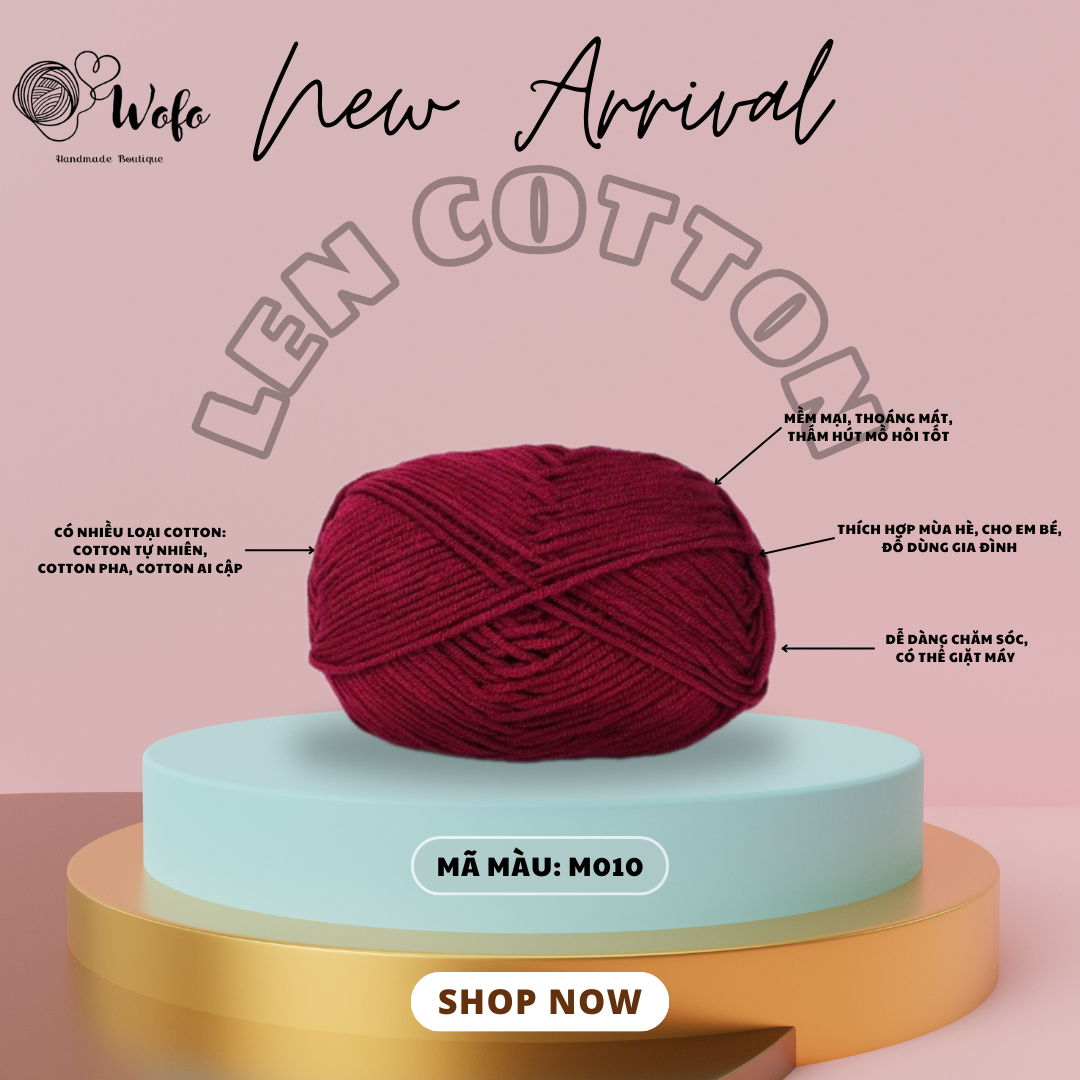 Wofo
Handmade Boutique
New Arrival
LEN COTTON
MỀM MẠI, THOÁNG MÁT,
THẤM HÚT MỒ HÔI TỐT
CÓ NHIỀU LOẠI COTTON:
COTTON TỰ NHIÊN,
COTTON PHA, COTTON AI CẬP
THÍCH HỢP MÙA HÈ, CHO EM BÉ,
ĐỒ DÙNG GIA ĐÌNH
DỄ DÀNG CHĂM SÓC,
CÓ THỂ GIẶT MÁY
MÃ MÀU: M010
SHOP NOW